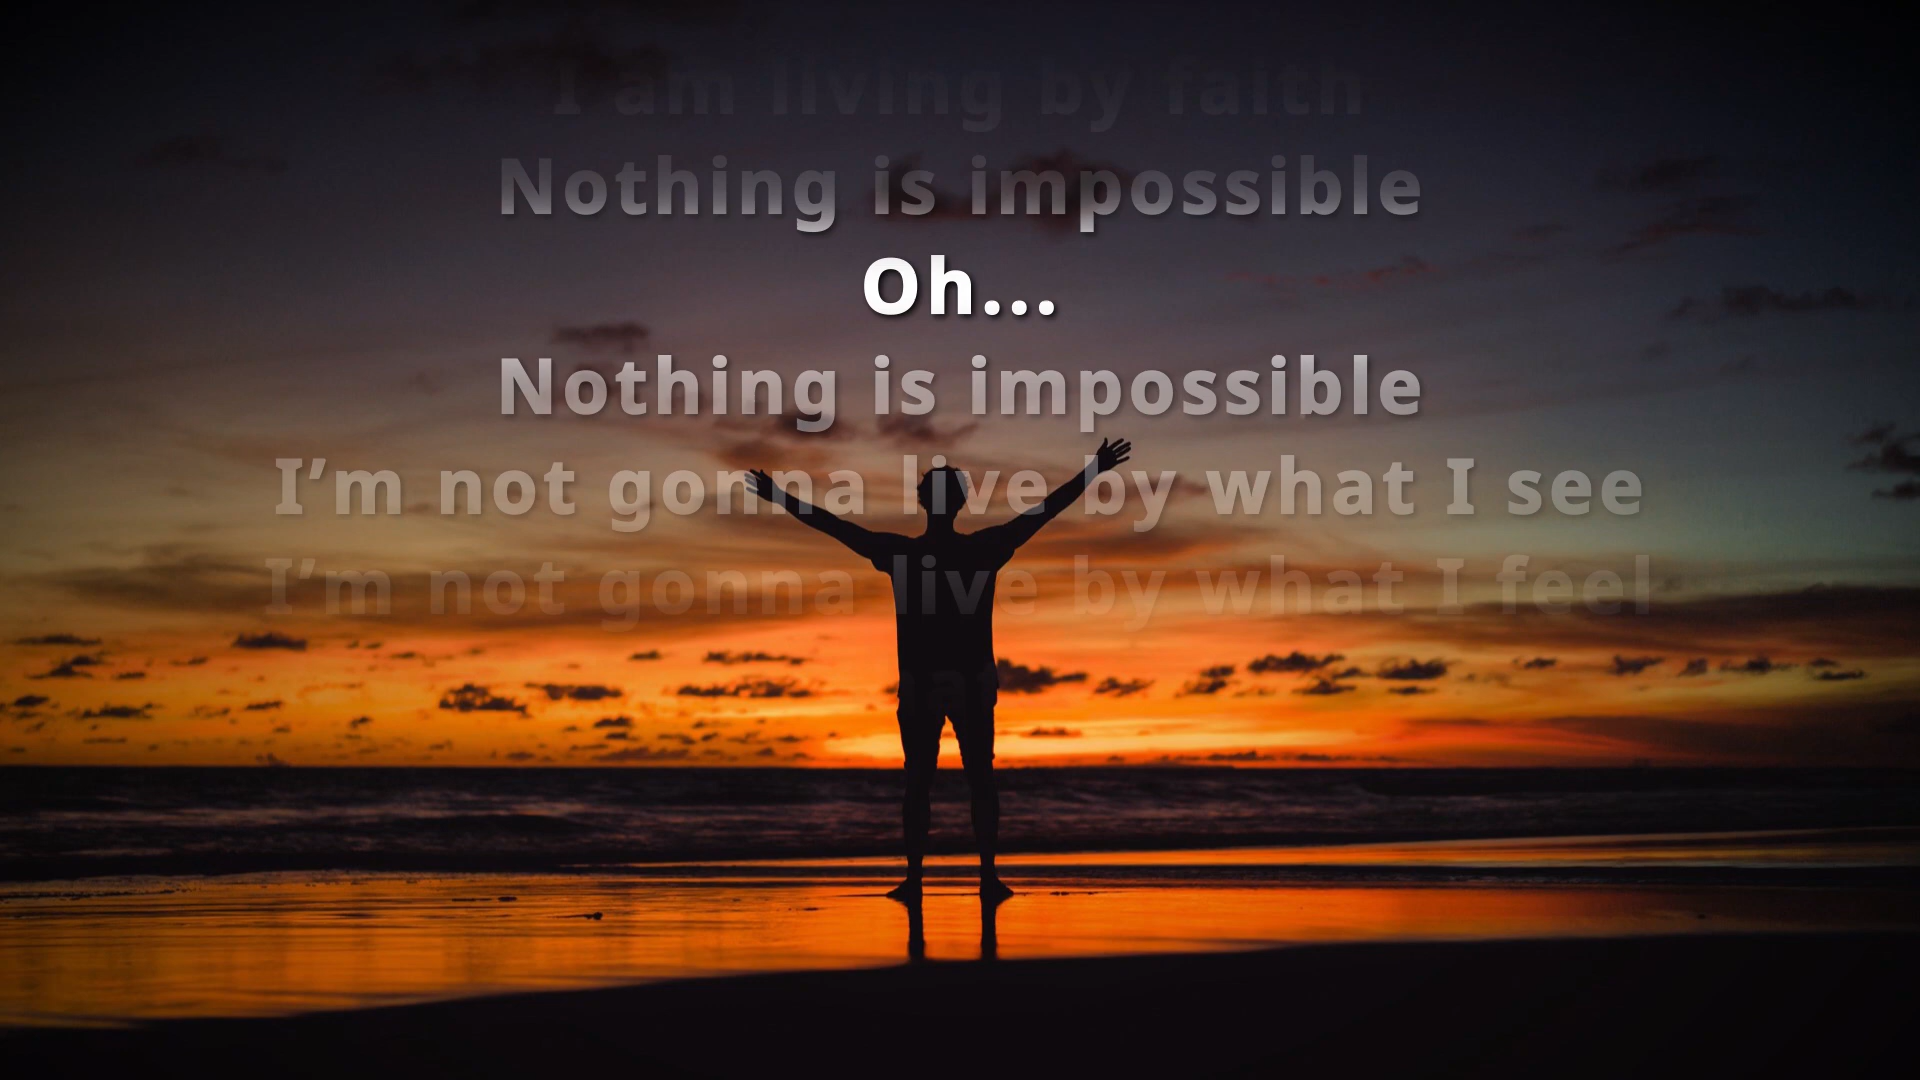 I am living by faith
Nothing is impossible
Oh...
Nothing is impossible
I’m not gonna live by what I see
I’m not gonna live by what I feel